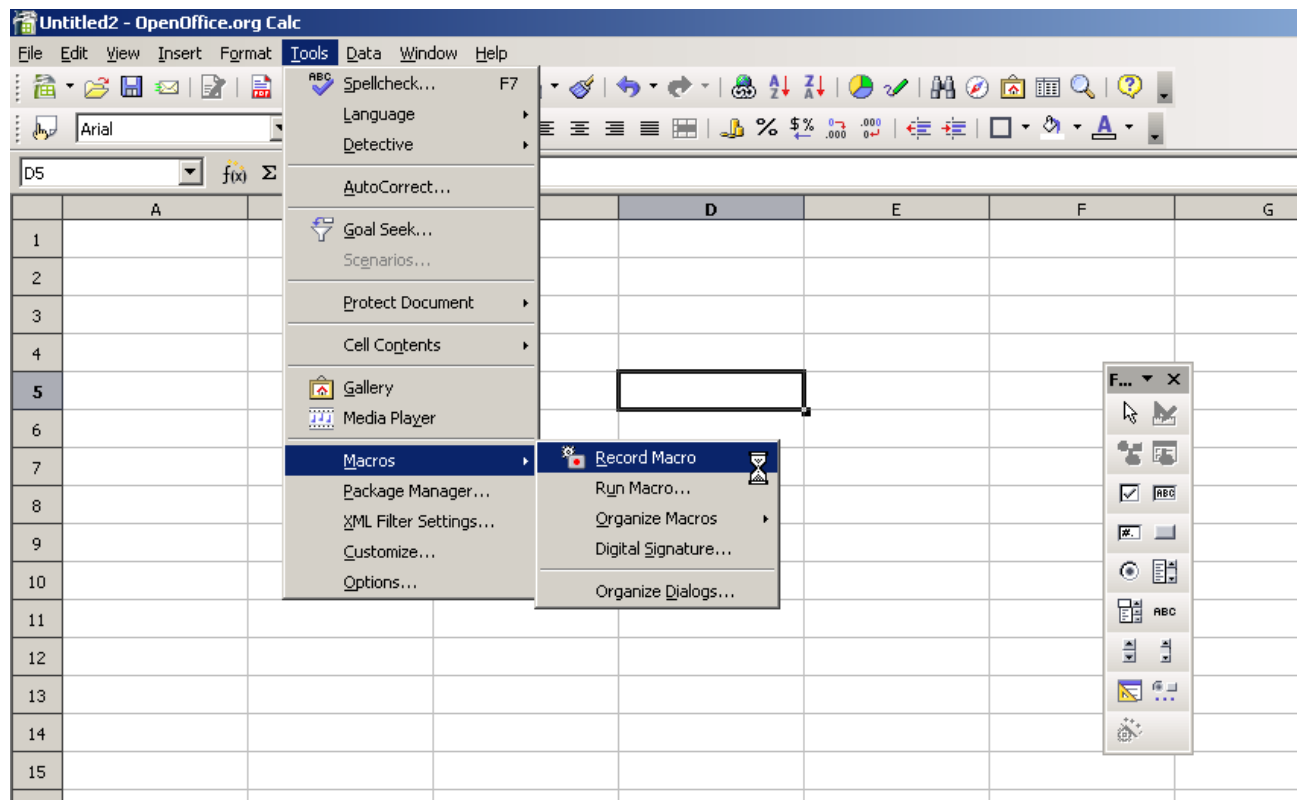 Untitled2 - OpenOffice.org Calc
File Edit View Insert Format Tools Data Window Help
Arial
D5 f(x) Σ
A D E F G
1
2
3
4
5
6
7
8
9
10
11
12
13
14
15
ABC Spellcheck... F7
Language
Detective
AutoCorrect...
Goal Seek...
Scenarios...
Protect Document
Cell Contents
Gallery
Media Player
Macros
Package Manager...
XML Filter Settings...
Customize...
Options...
Record Macro
Run Macro...
Organize Macros
Digital Signature...
Organize Dialogs...
F...
ABC
#.
ABC